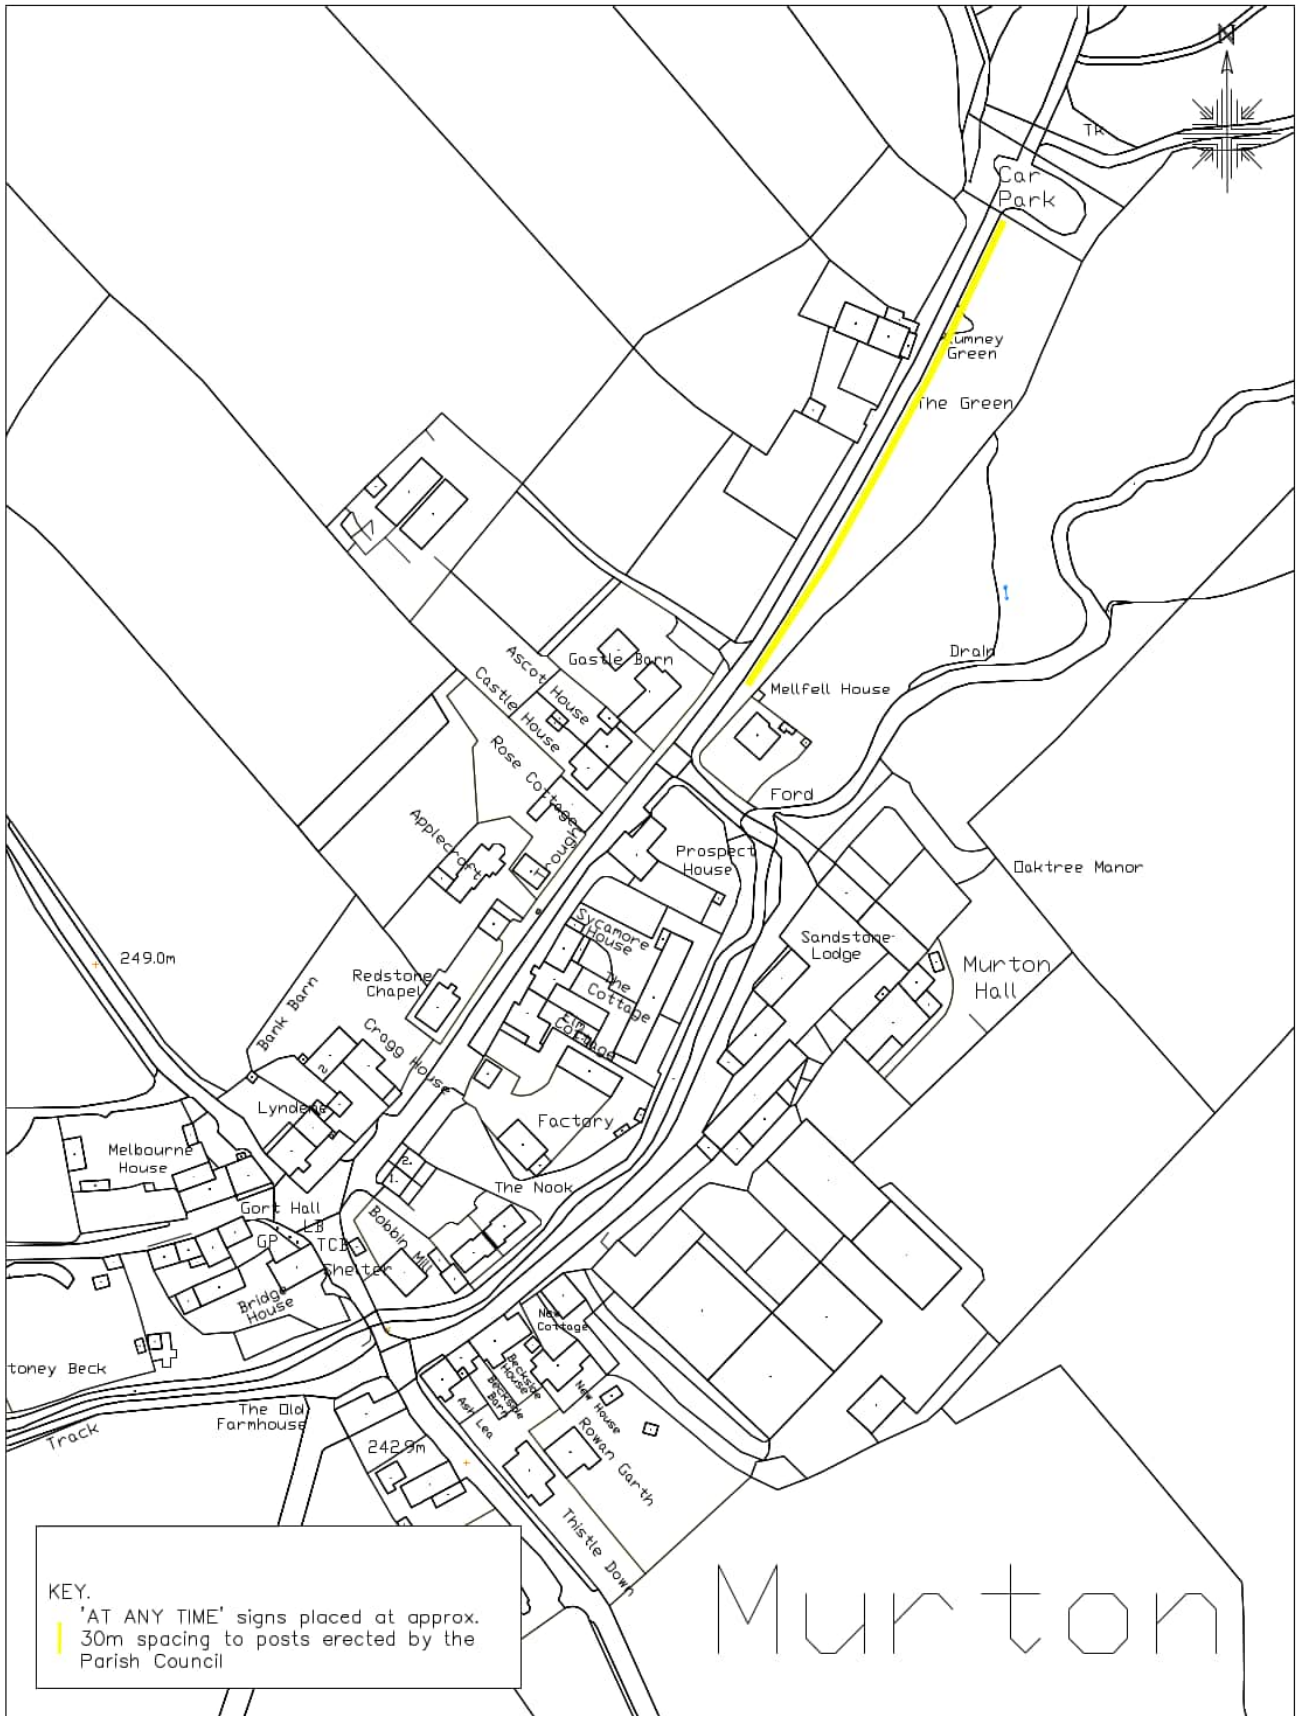 N
TR
Car
Park
Green
The Green
Drain
Mellfell House
Ascot House
Castle House
Gastle Barn
Rose Cottage
Ford
Applecroft
Trough
Prospect
House
Oaktree Manor
Sycamore
House
Sandstone
Lodge
Murton
Hall
249.0m
Redstone
Chapel
The
Cottage
Elm
Cottage
Bank Barn
Cragg House
2
Lyndene
Factory
Melbourne
House
2
1
The Nook
Gort Hall
LB
GP
TCB
Shelter
Bobbin Mill
Bridge
House
New
Cottage
toney Beck
Beckside
House
Beckside
Barn
New House
Ash Lea
The Old
Farmhouse
Track
Rowan Garth
242.9m
Thistle Down
KEY.
'AT ANY TIME' signs placed at approx.
30m spacing to posts erected by the
Parish Council
Murton